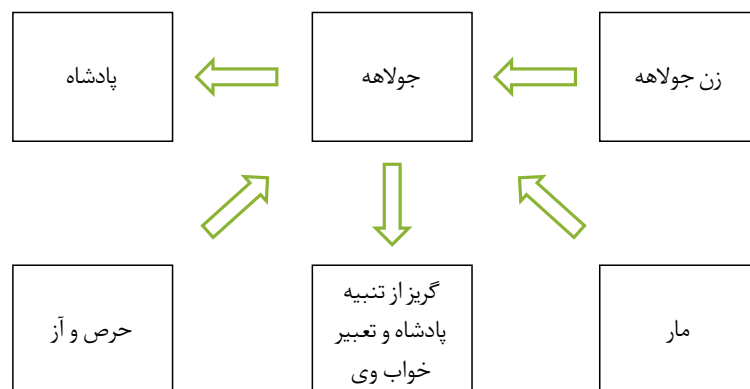 زن جولاهه
جولاهه
پادشاه
مار
گریز از تنبیه
پادشاه و تعبیر
خواب وی
حرص و آز